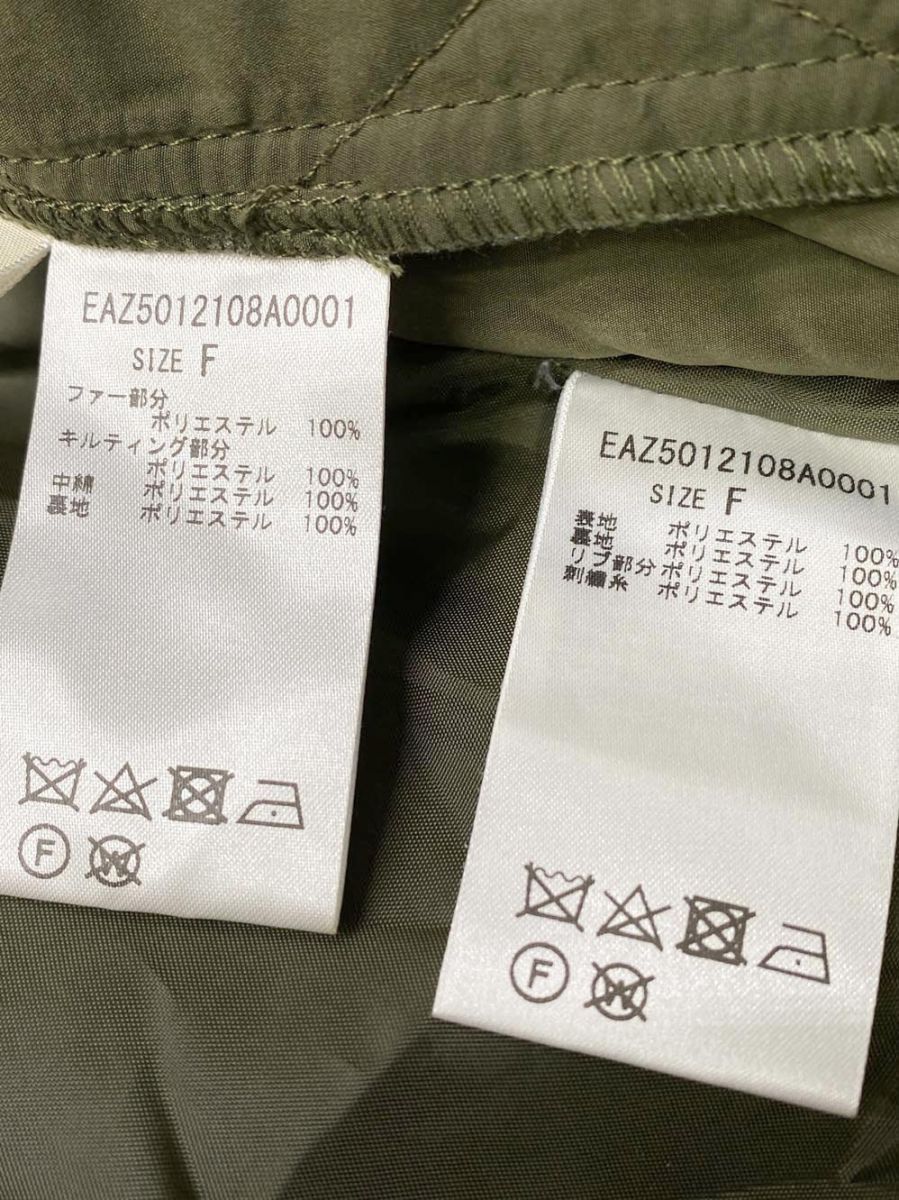 EAZ5012108A0001
SIZE F
ファー部分
ポリエステル 100%
キルティング部分
ポリエステル 100%
中綿 ポリエステル 100%
裏地 ポリエステル 100%
F
W
EAZ5012108A0001
SIZE F
表地 ポリエステル 100%
裏地 ポリエステル 100%
リブ部分 ポリエステル 100%
刺繍糸 ポリエステル 100%
F
W